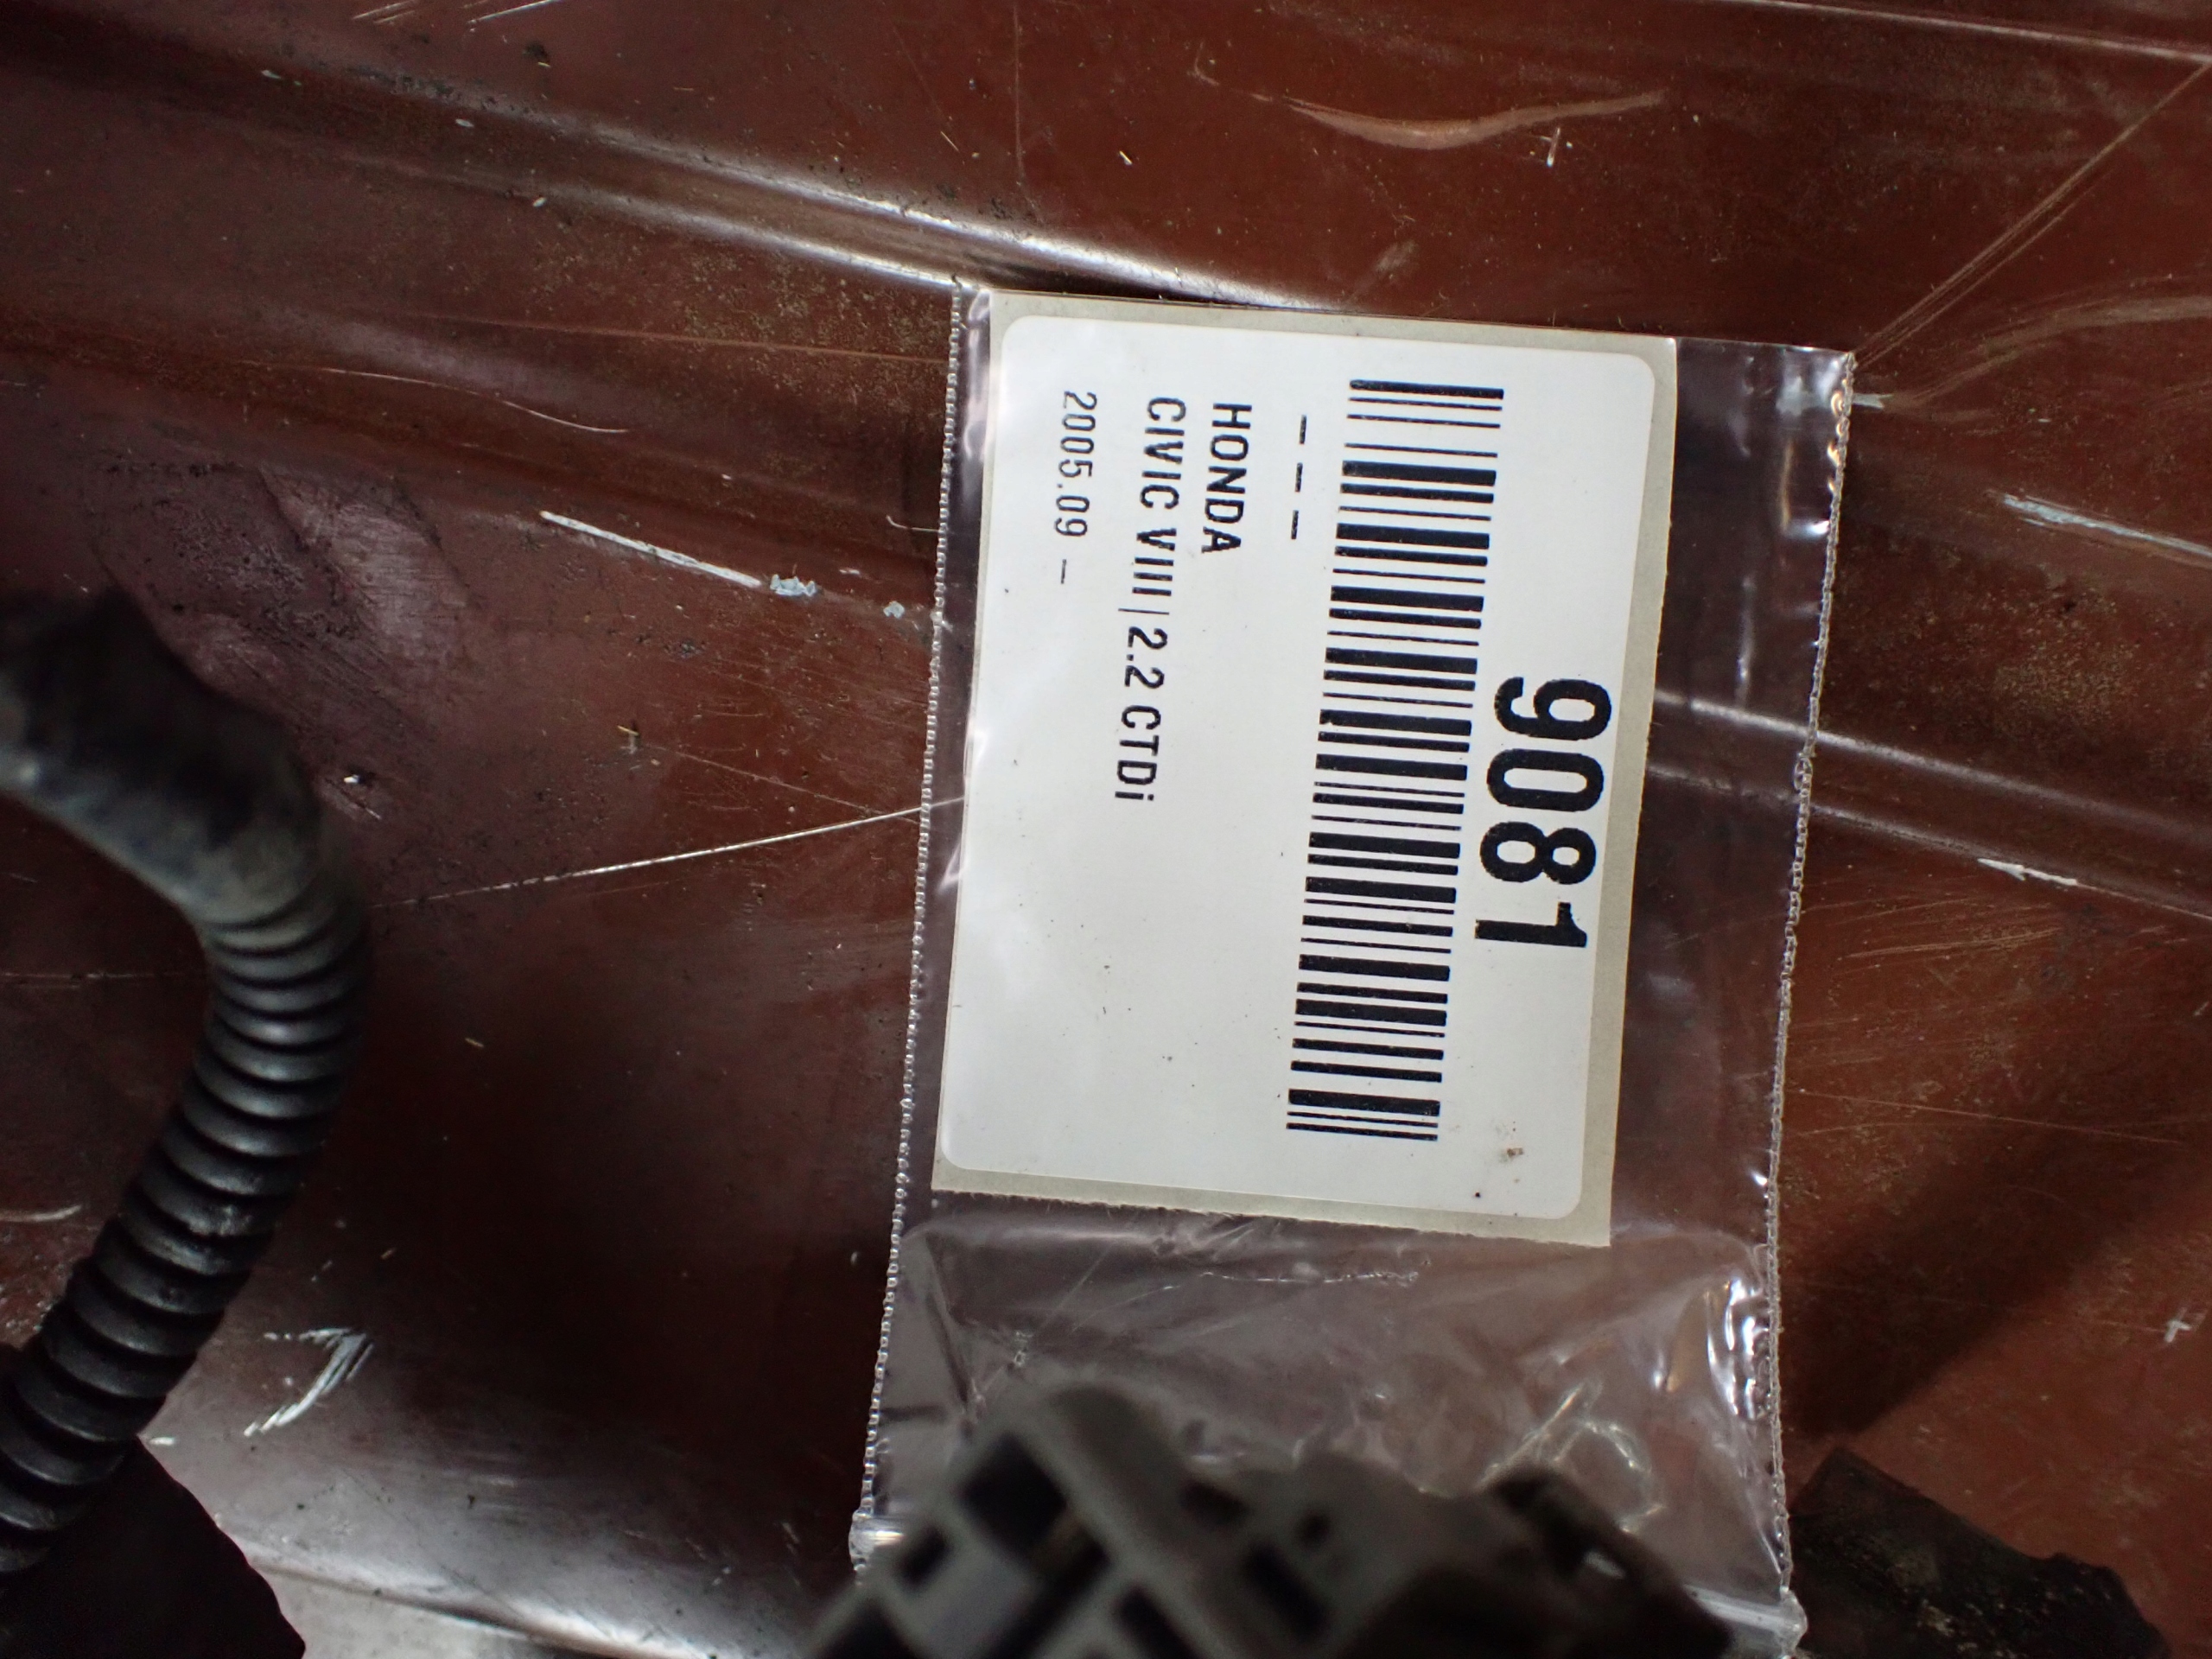 9081
– – –
HONDA
CIVIC VIII | 2.2 CTDi
2005.09 –